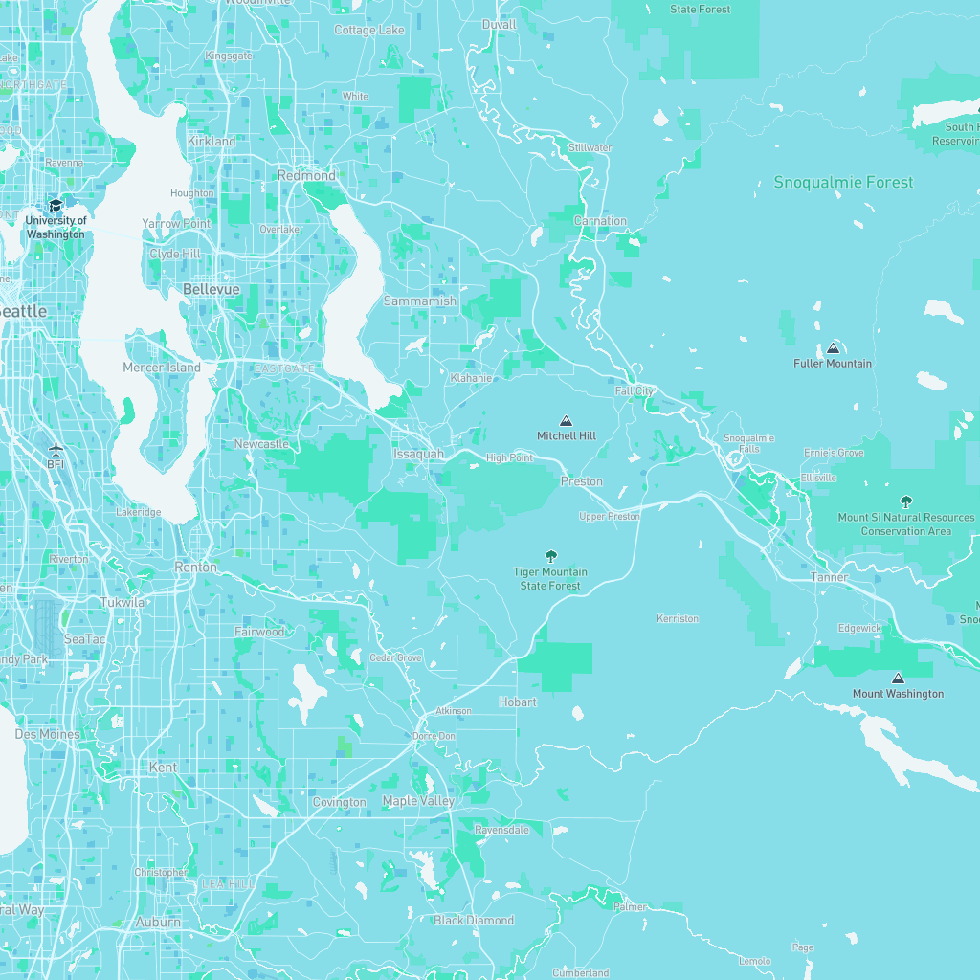 Woodinville
State Forest
Duvall
Cottage Lake
Kingsgate
Lake
NORTHGATE
White
Kirkland
South F
Reservoir
Stillwater
Ravenna
Redmond
Snoqualmie Forest
Houghton
University of
Washington
Yarrow Point
Overlake
Carnation
Clyde Hill
Bellevue
Sammamish
Seattle
Mercer Island
EASTGATE
Klahanie
Fuller Mountain
Fall City
Newcastle
Mitchell Hill
Snoqualmie
Falls
BFI
Issaquah
High Point
Ernie's Grove
Preston
Ellisville
Lakeridge
Upper Preston
Mount Si Natural Resources
Conservation Area
Riverton
Renton
Tiger Mountain
State Forest
Tanner
Tukwila
Kerriston
SeaTac
Fairwood
Edgewick
ndy Park
Cedar Grove
Hobart
Mount Washington
Atkinson
Des Moines
Dorre Don
Kent
Covington
Maple Valley
Ravensdale
Christopher
LEA HILL
ral Way
Auburn
Black Diamond
Palmer
Page
Lemolo
Cumberland